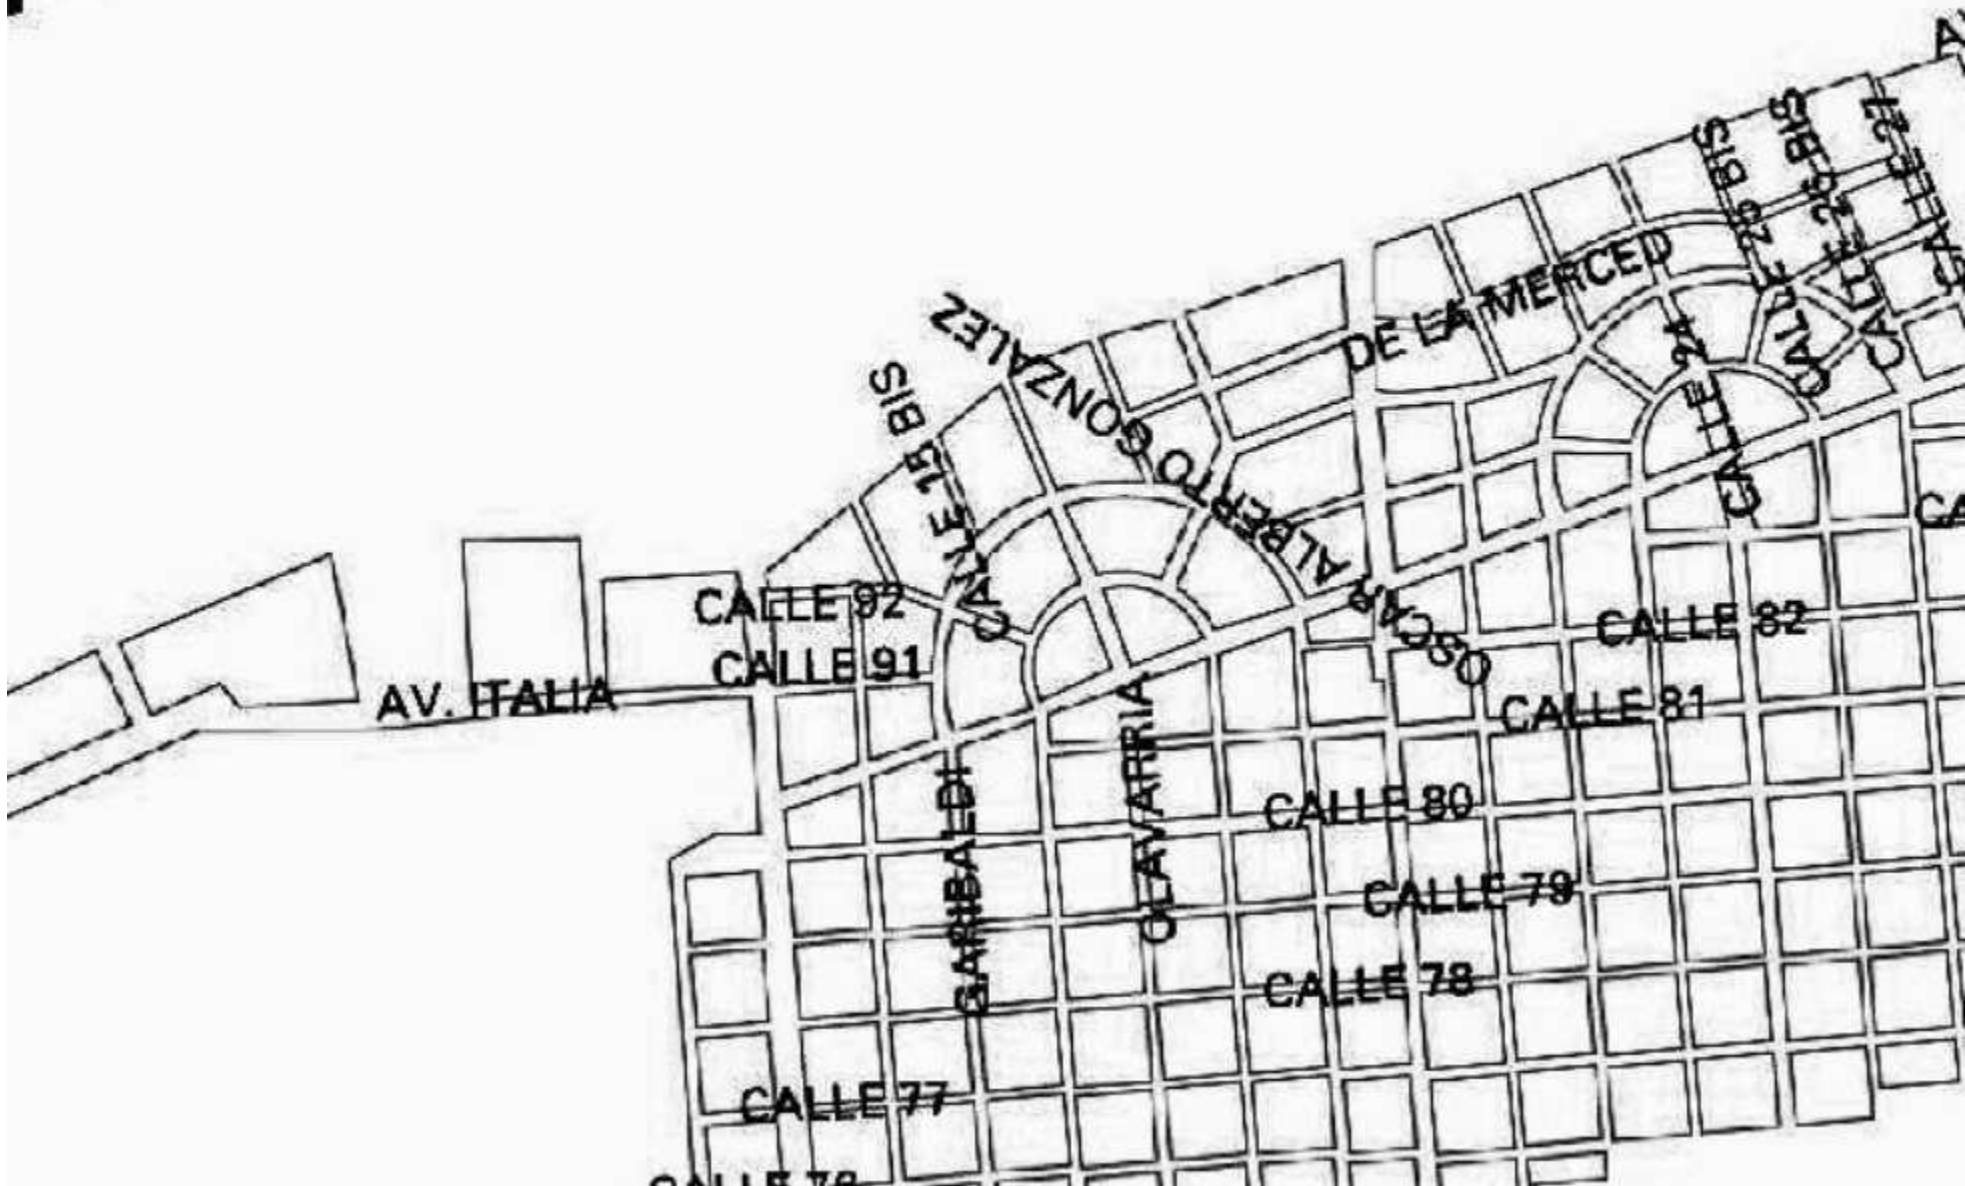 CALLE 25 BIS
CALLE 26 BIS
CALLE 27
DE LA MERCED
OSCAR ALBERTO GONZALEZ
CALLE 15 BIS
CALLE 24
CALLE 92
CALLE 91
CALLE 82
AV. ITALIA
CALLE 81
GARIBALDI
OLAVARRIA
CALLE 80
CALLE 79
CALLE 78
CALLE 77